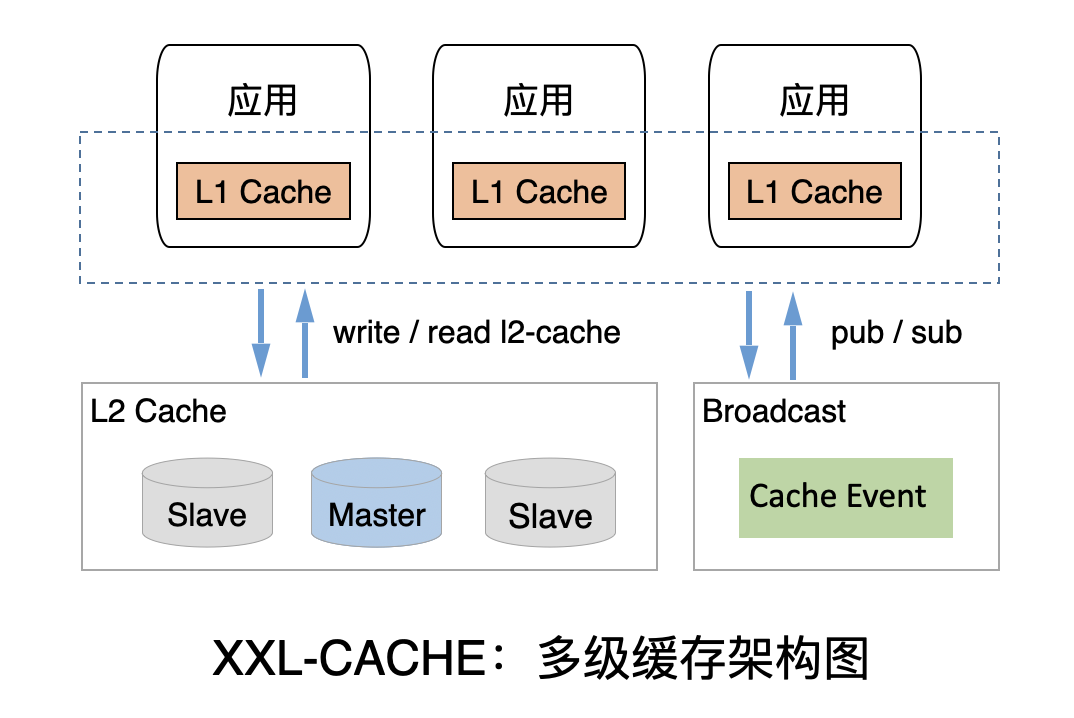 应用
应用
应用
L1 Cache
L1 Cache
L1 Cache
write / read l2-cache
pub / sub
L2 Cache
Broadcast
Slave
Master
Slave
Cache Event
XXL-CACHE：多级缓存架构图